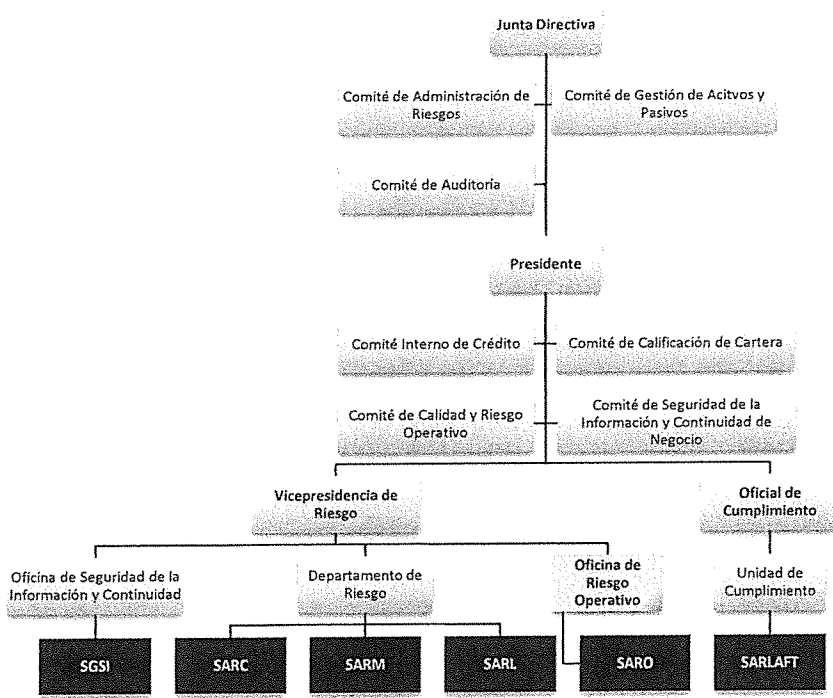 Junta Directiva
Comité de Administración de
Riesgos
Comité de Gestión de Acitvos y
Pasivos
Comité de Auditoría
Presidente
Comité Interno de Crédito
Comité de Calificación de Cartera
Comité de Calidad y Riesgo
Operativo
Comité de Seguridad de la
Información y Continuidad de
Negocio
Vicepresidencia de
Riesgo
Oficial de
Cumplimiento
Oficina de Seguridad de la
Información y Continuidad
Departamento de
Riesgo
Oficina de
Riesgo
Operativo
Unidad de
Cumplimiento
SGSI
SARC
SARM
SARL
SARO
SARLAFT